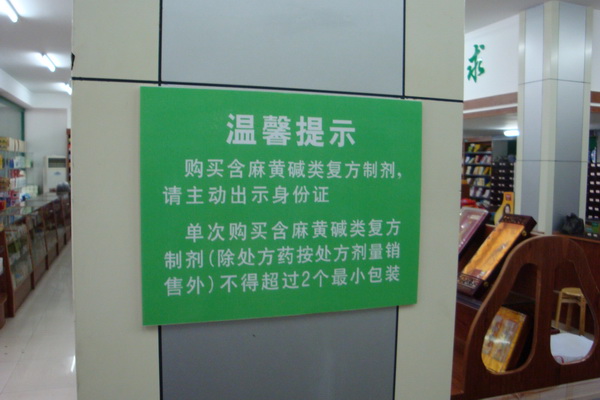 温馨提示
购买含麻黄碱类复方制剂,
请主动出示身份证
单次购买含麻黄碱类复方
制剂(除处方药按处方剂量销
售外)不得超过2个最小包装
求